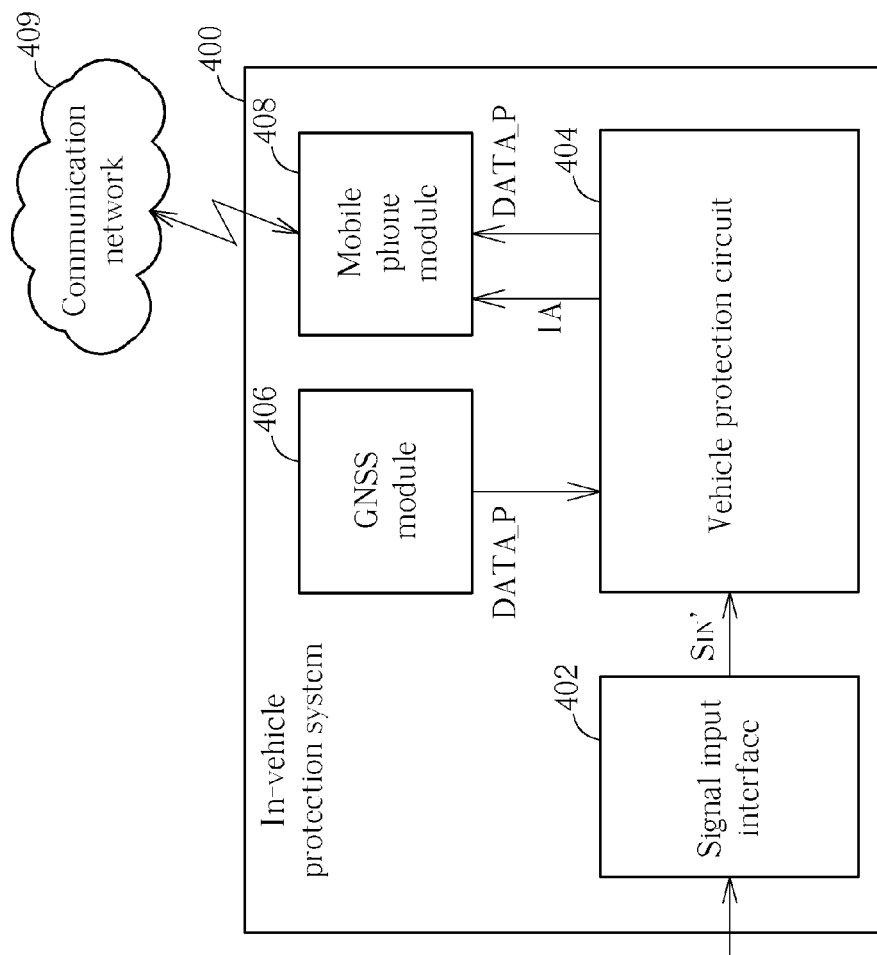 409
Communication
network
400
In-vehicle
protection system
406
408
GNSS
module
Mobile
phone
module
DATA_P
DATA_P
IA
402
404
Signal input
interface
SIN'
Vehicle protection circuit